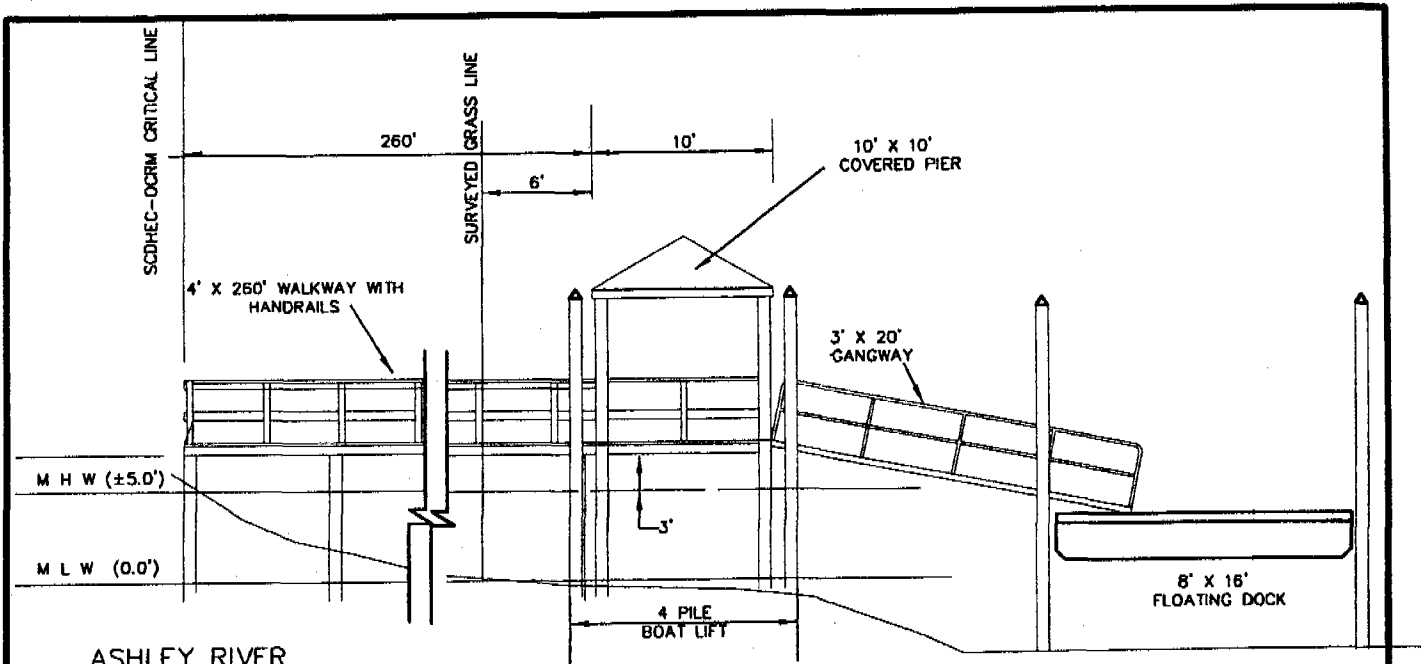 SCDHEC-OCRM CRITICAL LINE
SURVEYED GRASS LINE
260'
10'
6'
10' X 10'
COVERED PIER
4' X 260' WALKWAY WITH
HANDRAILS
3' X 20'
GANGWAY
M H W (±5.0')
3'
M L W (0.0')
8' X 16'
FLOATING DOCK
4 PILE
BOAT LIFT
ASHLEY RIVER